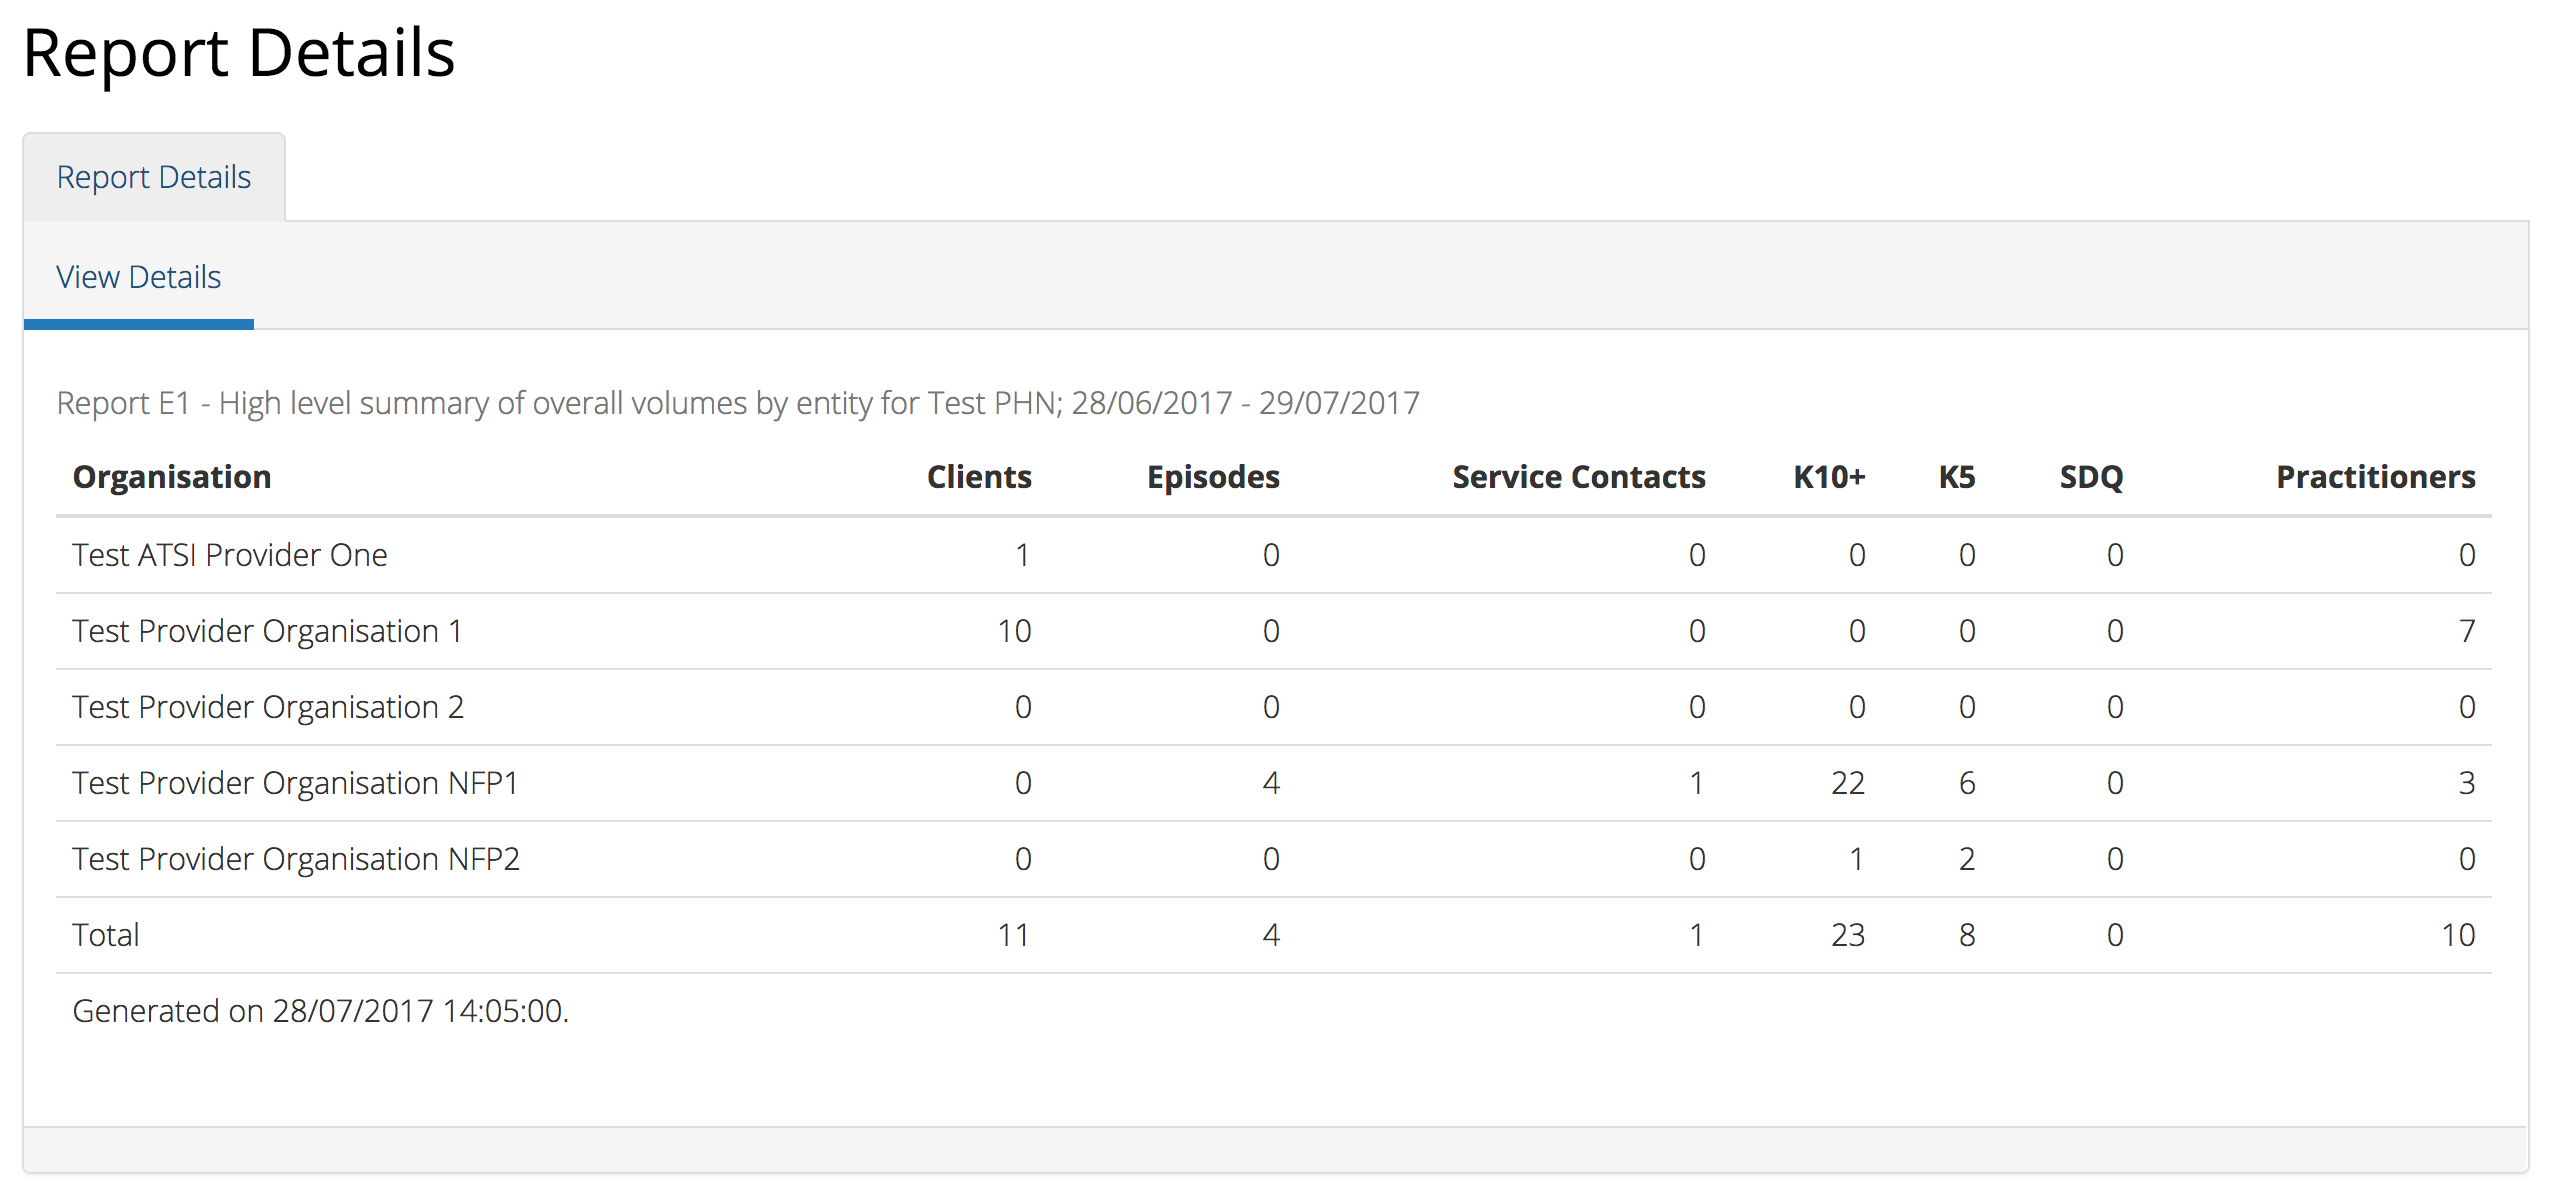 Report Details
Report Details
View Details
Report E1 - High level summary of overall volumes by entity for Test PHN; 28/06/2017 - 29/07/2017
Organisation Clients Episodes Service Contacts K10+ K5 SDQ Practitioners
Test ATSI Provider One 1 0 0 0 0 0 0
Test Provider Organisation 1 10 0 0 0 0 0 7
Test Provider Organisation 2 0 0 0 0 0 0 0
Test Provider Organisation NFP1 0 4 1 22 6 0 3
Test Provider Organisation NFP2 0 0 0 1 2 0 0
Total 11 4 1 23 8 0 10
Generated on 28/07/2017 14:05:00.